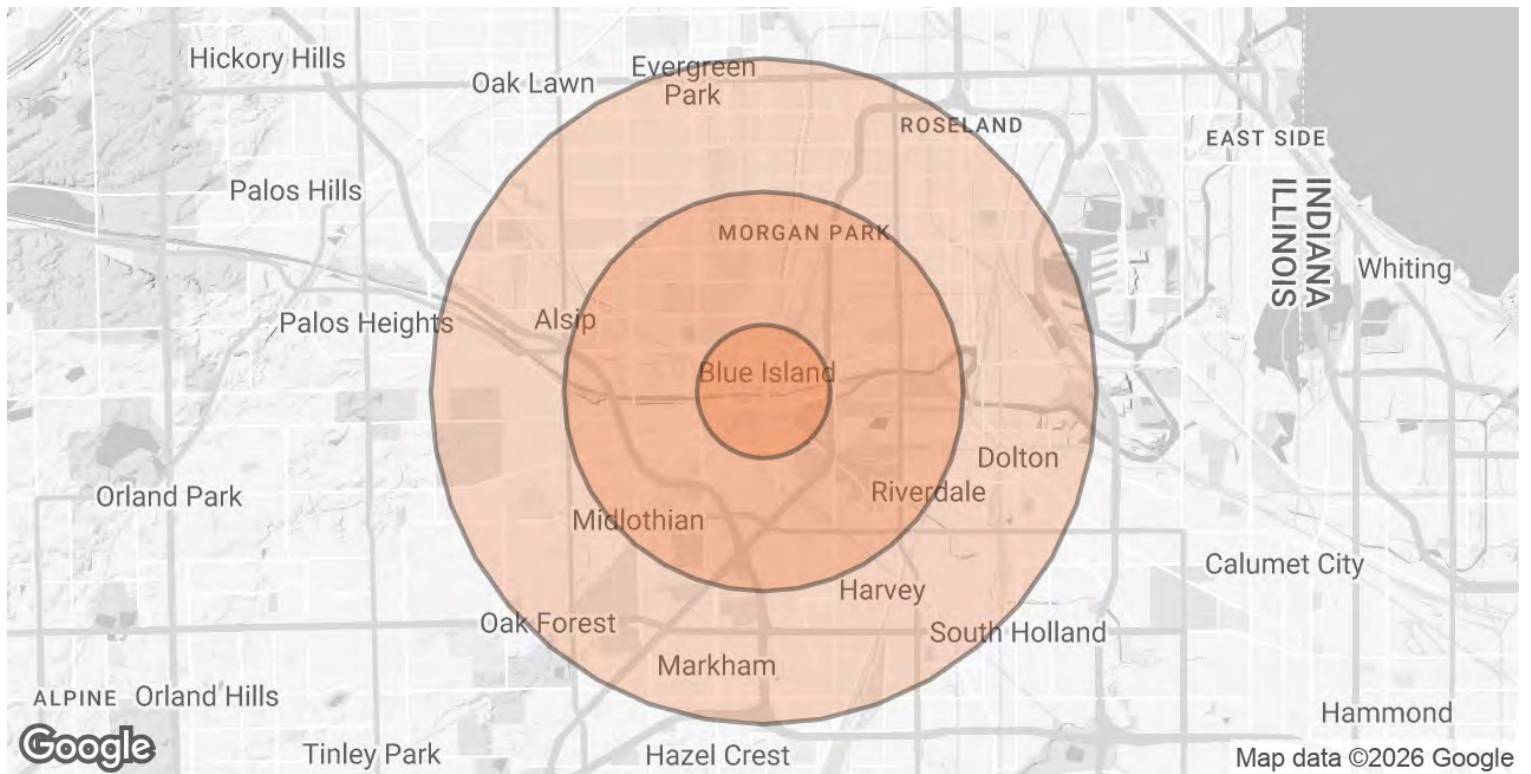 Hickory Hills
Oak Lawn
Evergreen
Park
ROSELAND
EAST SIDE
Palos Hills
INDIANA
ILLINOIS
MORGAN PARK
Whiting
Palos Heights
Alsip
Blue Island
Dolton
Orland Park
Riverdale
Midlothian
Calumet City
Harvey
Oak Forest
South Holland
Markham
ALPINE
Orland Hills
Hammond
Google
Tinley Park
Hazel Crest
Map data ©2026 Google